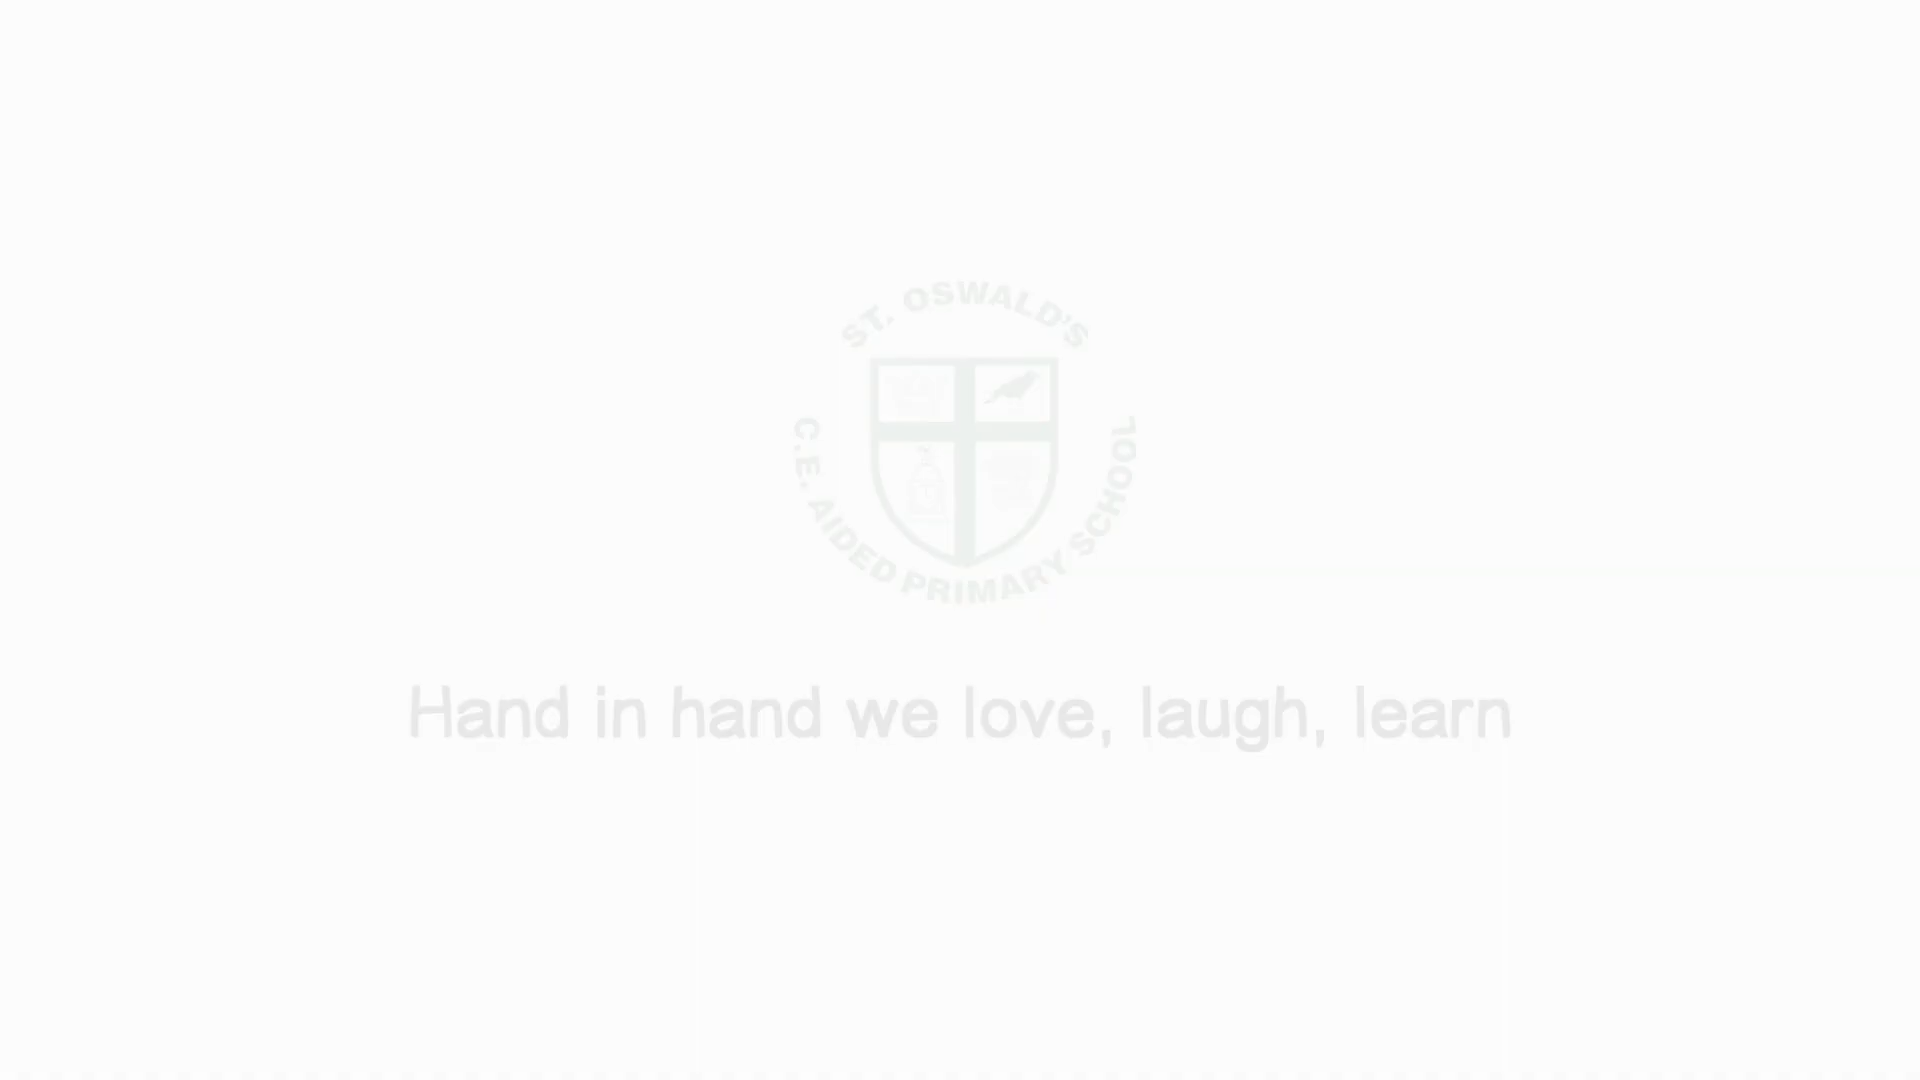 ST. OSWALD'S
C.E. AIDED PRIMARY SCHOOL
Hand in hand we love, laugh, learn